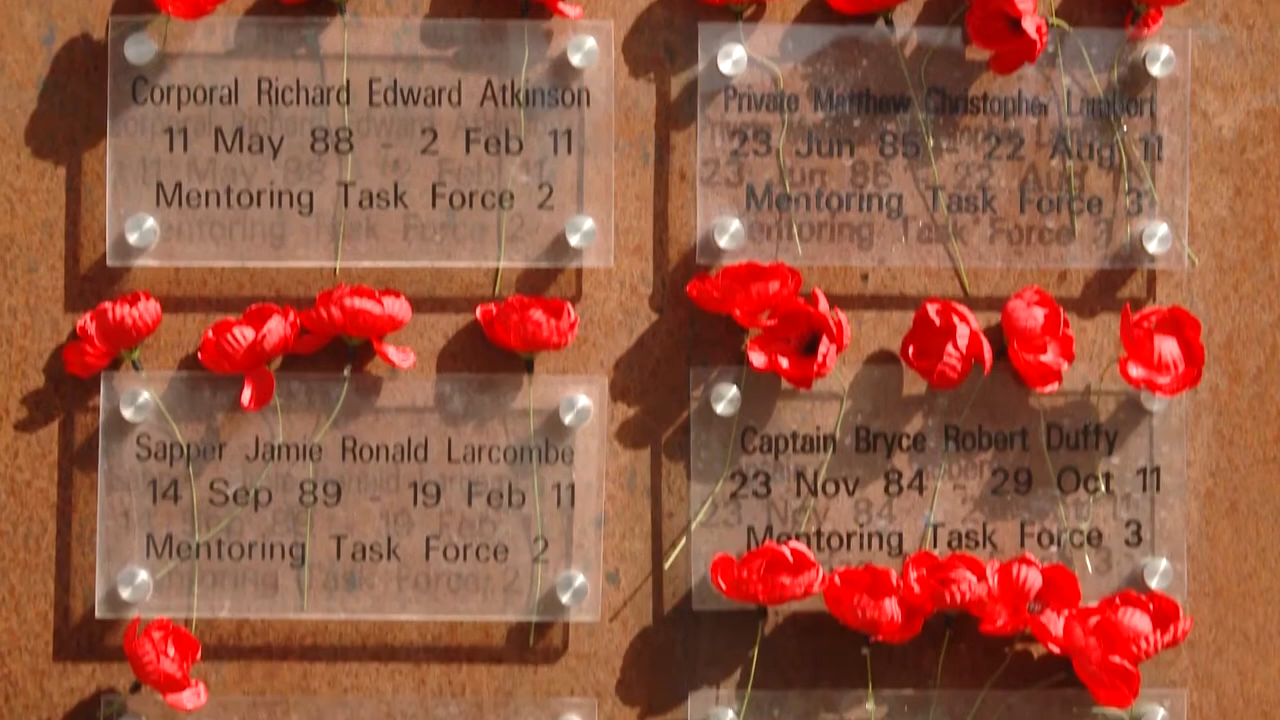 Corporal Richard Edward Atkinson
11 May 88 - 2 Feb 11
Mentoring Task Force 2
Private Matthew Christopher Lambert
23 Jun 85 - 22 Aug 11
Mentoring Task Force 3
Sapper Jamie Ronald Larcombe
14 Sep 89 - 19 Feb 11
Mentoring Task Force 2
Captain Bryce Robert Duffy
23 Nov 84 - 29 Oct 11
Mentoring Task Force 3